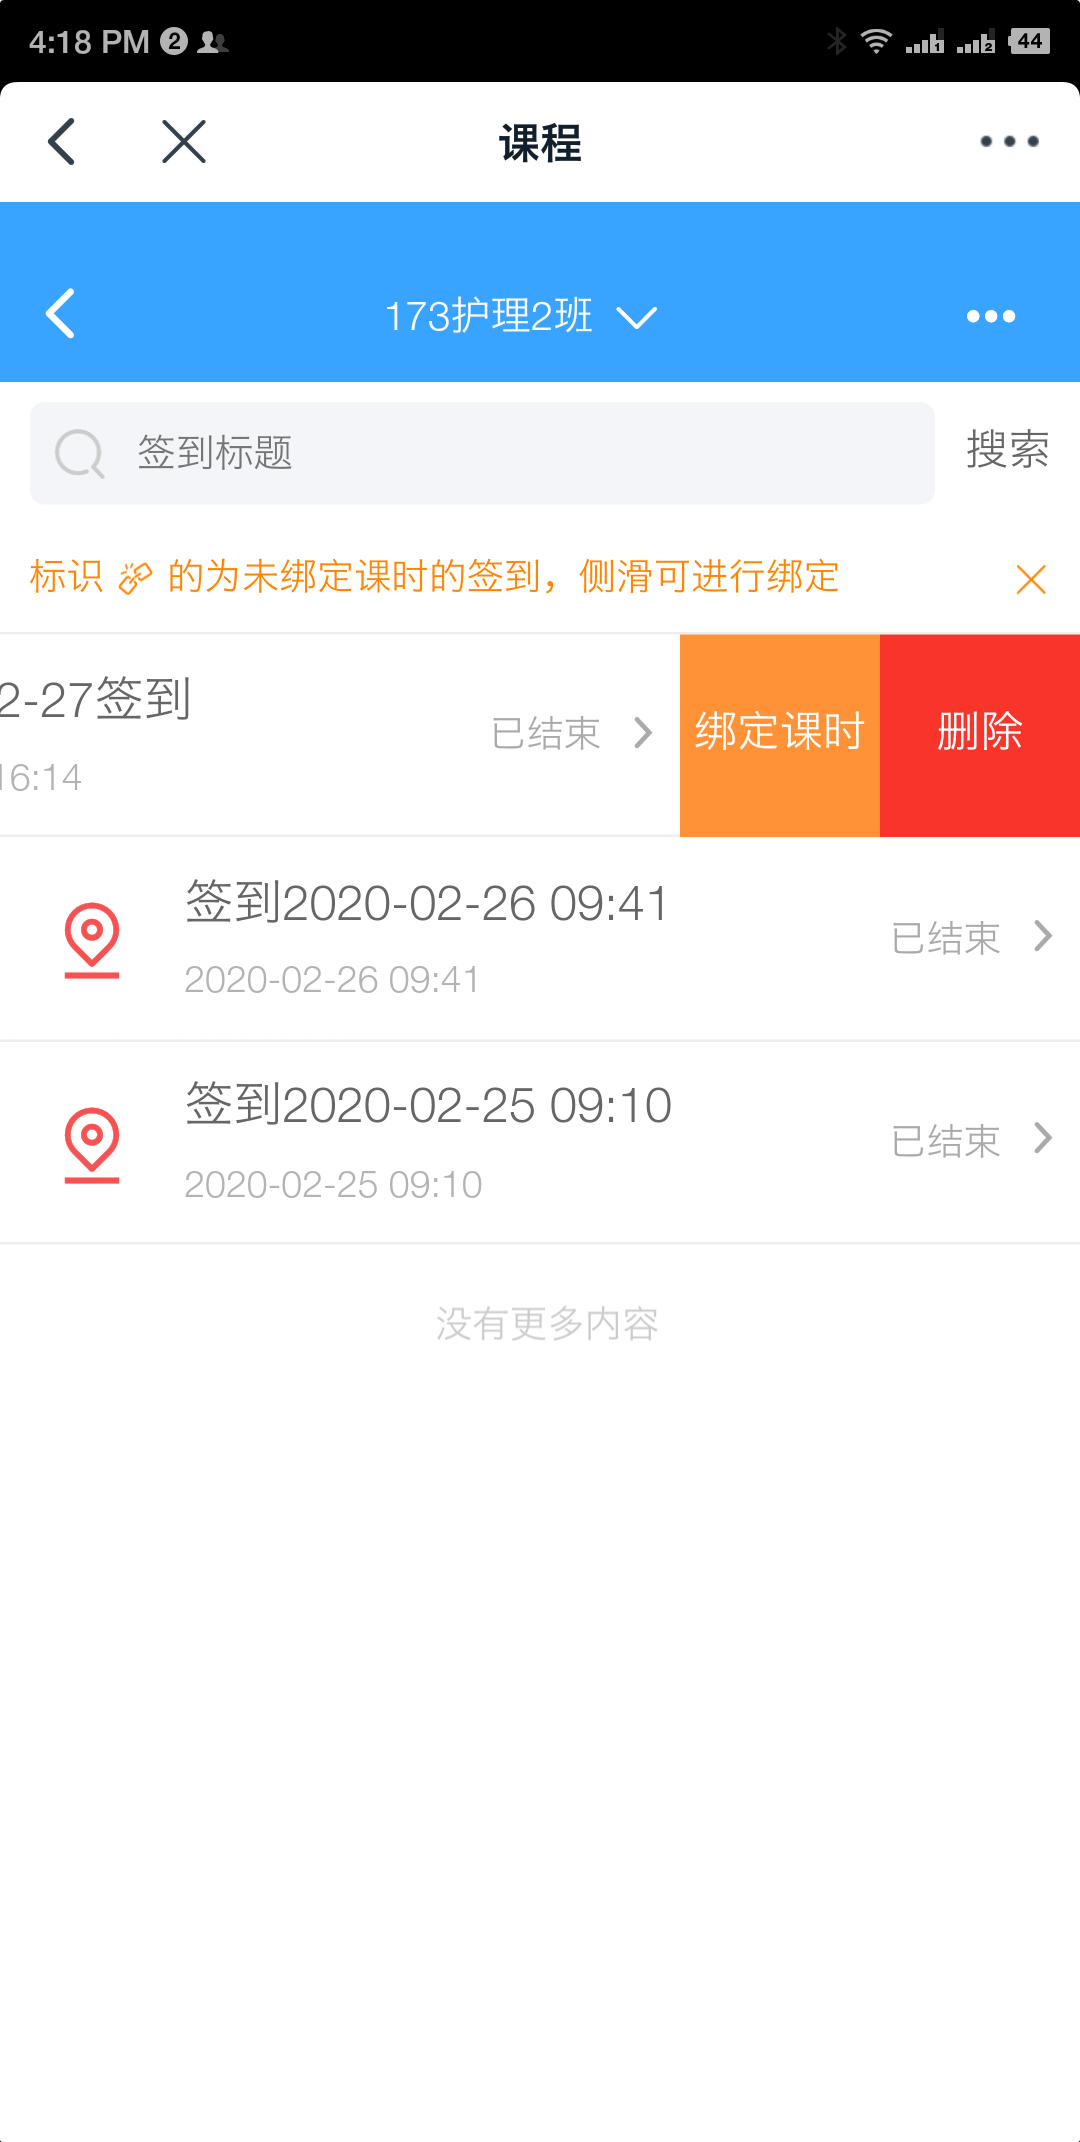 4:18 PM 2
1 2 44
课程
173护理2班
签到标题
搜索
标识 的为未绑定课时的签到，侧滑可进行绑定
2-27签到
16:14
已结束
绑定课时
删除
签到2020-02-26 09:41
2020-02-26 09:41
已结束
签到2020-02-25 09:10
2020-02-25 09:10
已结束
没有更多内容